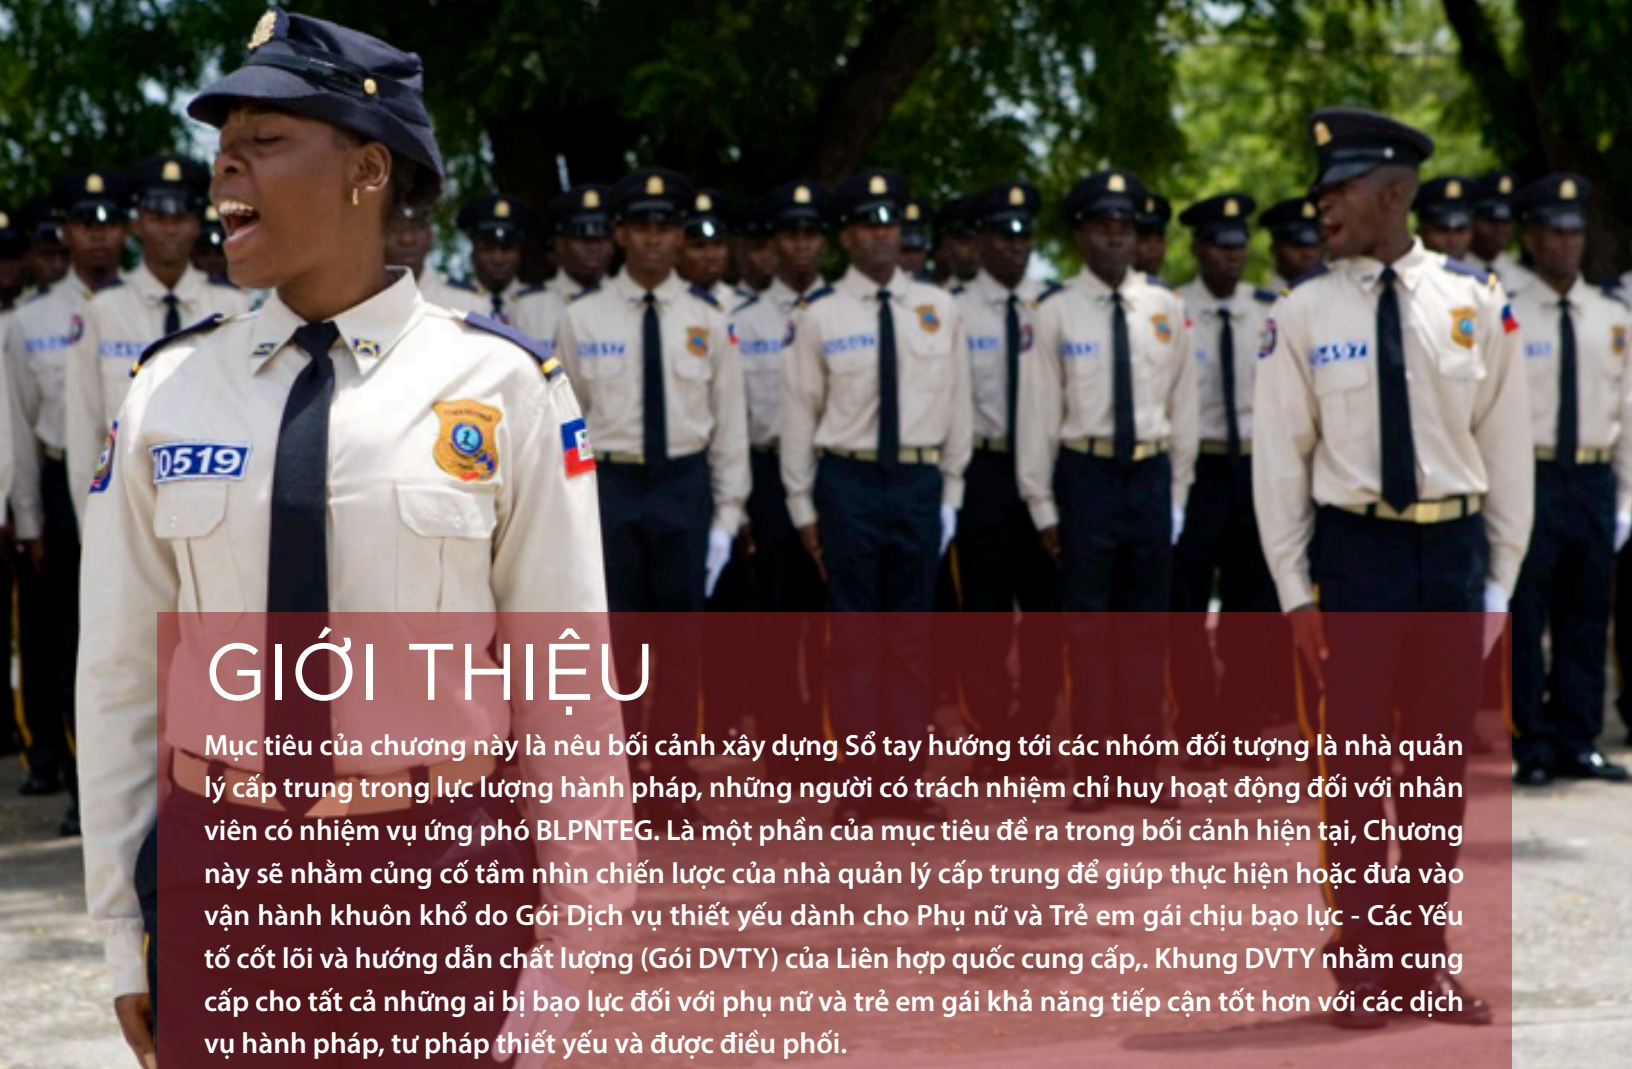 10519
GIỚI THIỆU
Mục tiêu của chương này là nêu bối cảnh xây dựng Sổ tay hướng tới các nhóm đối tượng là nhà quản
lý cấp trung trong lực lượng hành pháp, những người có trách nhiệm chỉ huy hoạt động đối với nhân
viên có nhiệm vụ ứng phó BLPNTEG. Là một phần của mục tiêu đề ra trong bối cảnh hiện tại, Chương
này sẽ nhằm củng cố tầm nhìn chiến lược của nhà quản lý cấp trung để giúp thực hiện hoặc đưa vào
vận hành khuôn khổ do Gói Dịch vụ thiết yếu dành cho Phụ nữ và Trẻ em gái chịu bạo lực - Các Yếu
tố cốt lõi và hướng dẫn chất lượng (Gói DVTY) của Liên hợp quốc cung cấp,. Khung DVTY nhằm cung
cấp cho tất cả những ai bị bạo lực đối với phụ nữ và trẻ em gái khả năng tiếp cận tốt hơn với các dịch
vụ hành pháp, tư pháp thiết yếu và được điều phối.